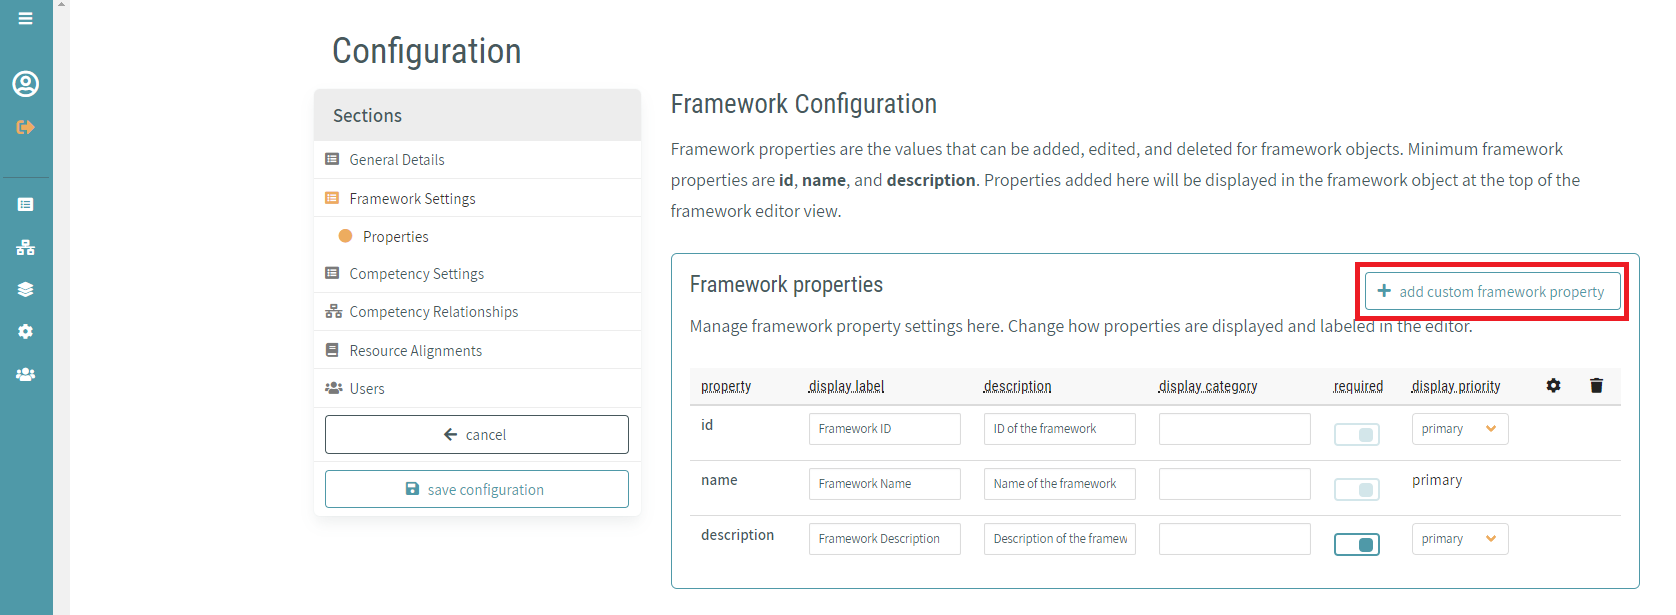 Configuration
Sections
General Details
Framework Settings
Properties
Competency Settings
Competency Relationships
Resource Alignments
Users
cancel
save configuration
Framework Configuration
Framework properties are the values that can be added, edited, and deleted for framework objects. Minimum framework
properties are id, name, and description. Properties added here will be displayed in the framework object at the top of the
framework editor view.
Framework properties
add custom framework property
Manage framework property settings here. Change how properties are displayed and labeled in the editor.
property display label description display category required display priority
id Framework ID ID of the framework primary
name Framework Name Name of the framework primary
description Framework Description Description of the framew primary